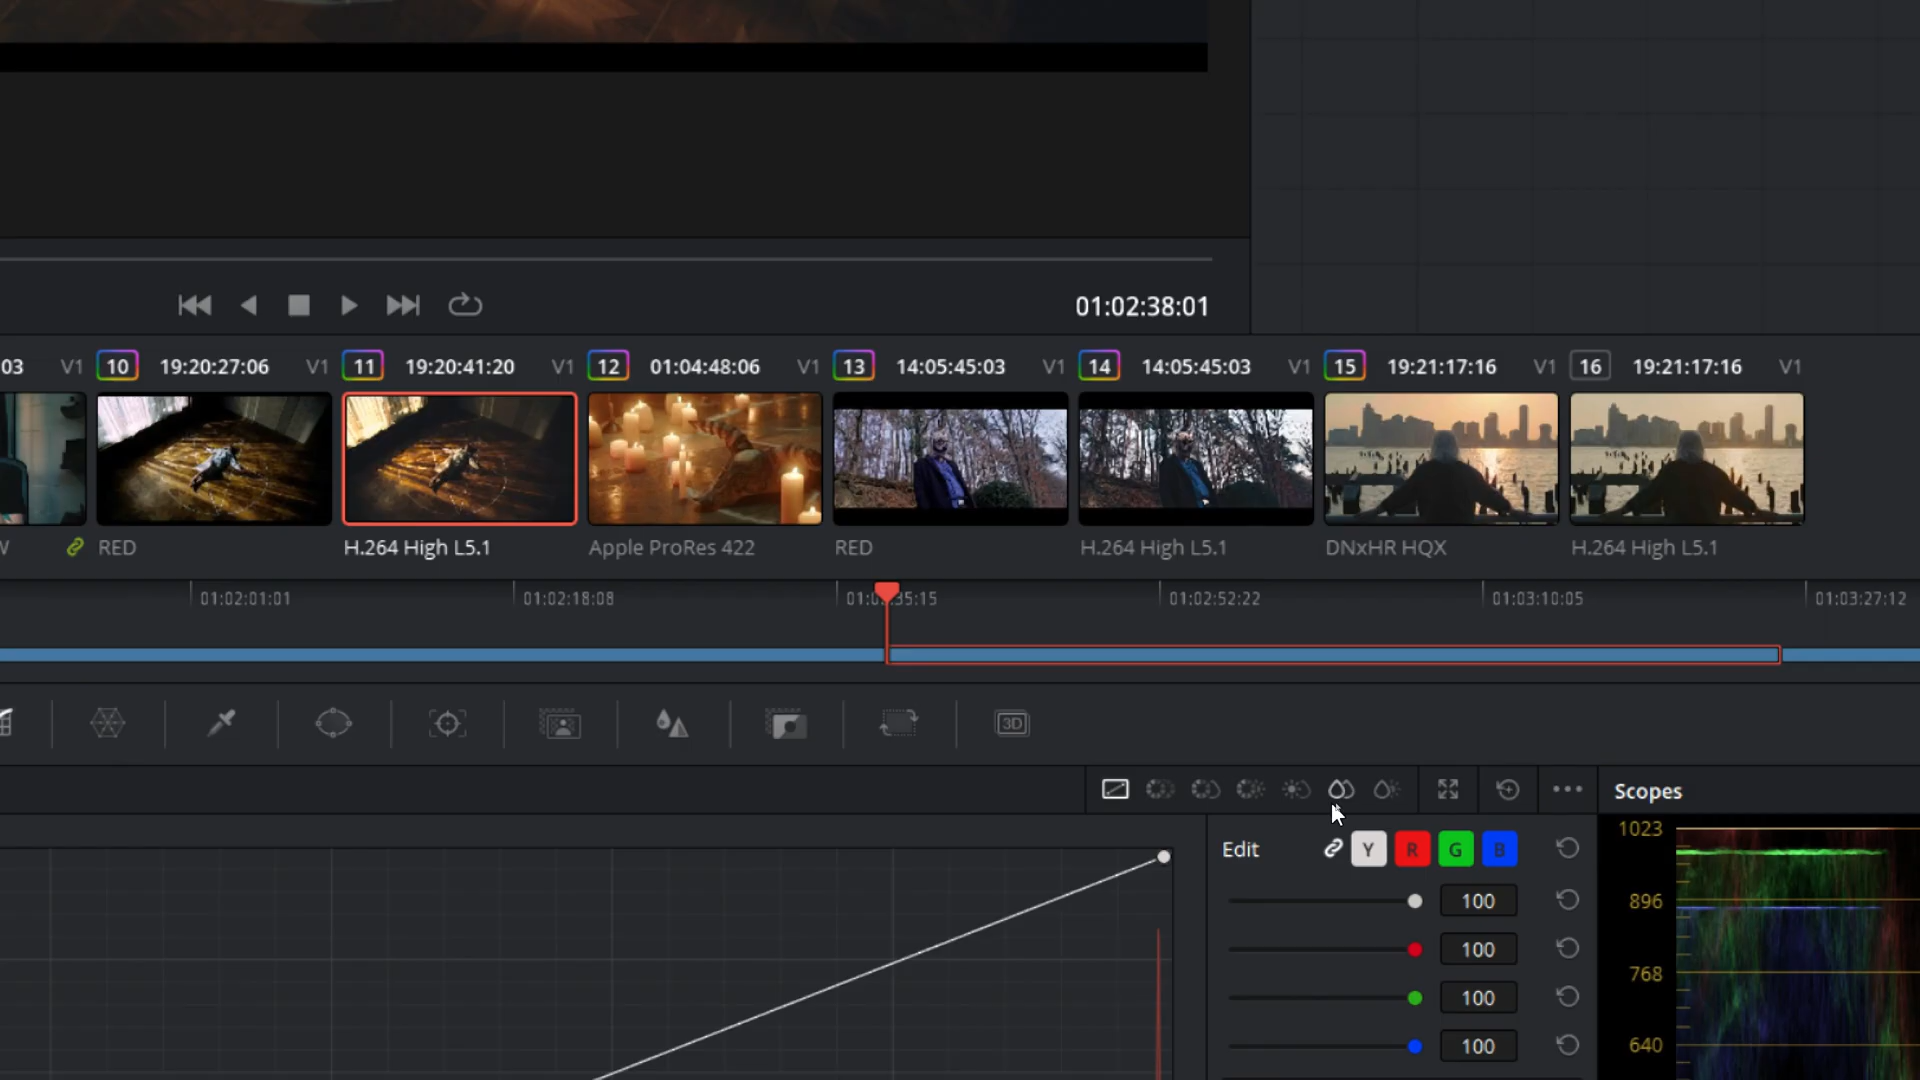 01:02:38:01
03 V1 10 19:20:27:06 V1 11 19:20:41:20 V1 12 01:04:48:06 V1 13 14:05:45:03 V1 14 14:05:45:03 V1 15 19:21:17:16 V1 16 19:21:17:16 V1
RED H.264 High L5.1 Apple ProRes 422 RED H.264 High L5.1 DNxHR HQX H.264 High L5.1
01:02:01:01 01:02:18:08 01:02:35:15 01:02:52:22 01:03:10:05 01:03:27:12
3D
Scopes
Edit Y R G B
100
100
100
100
1023
896
768
640